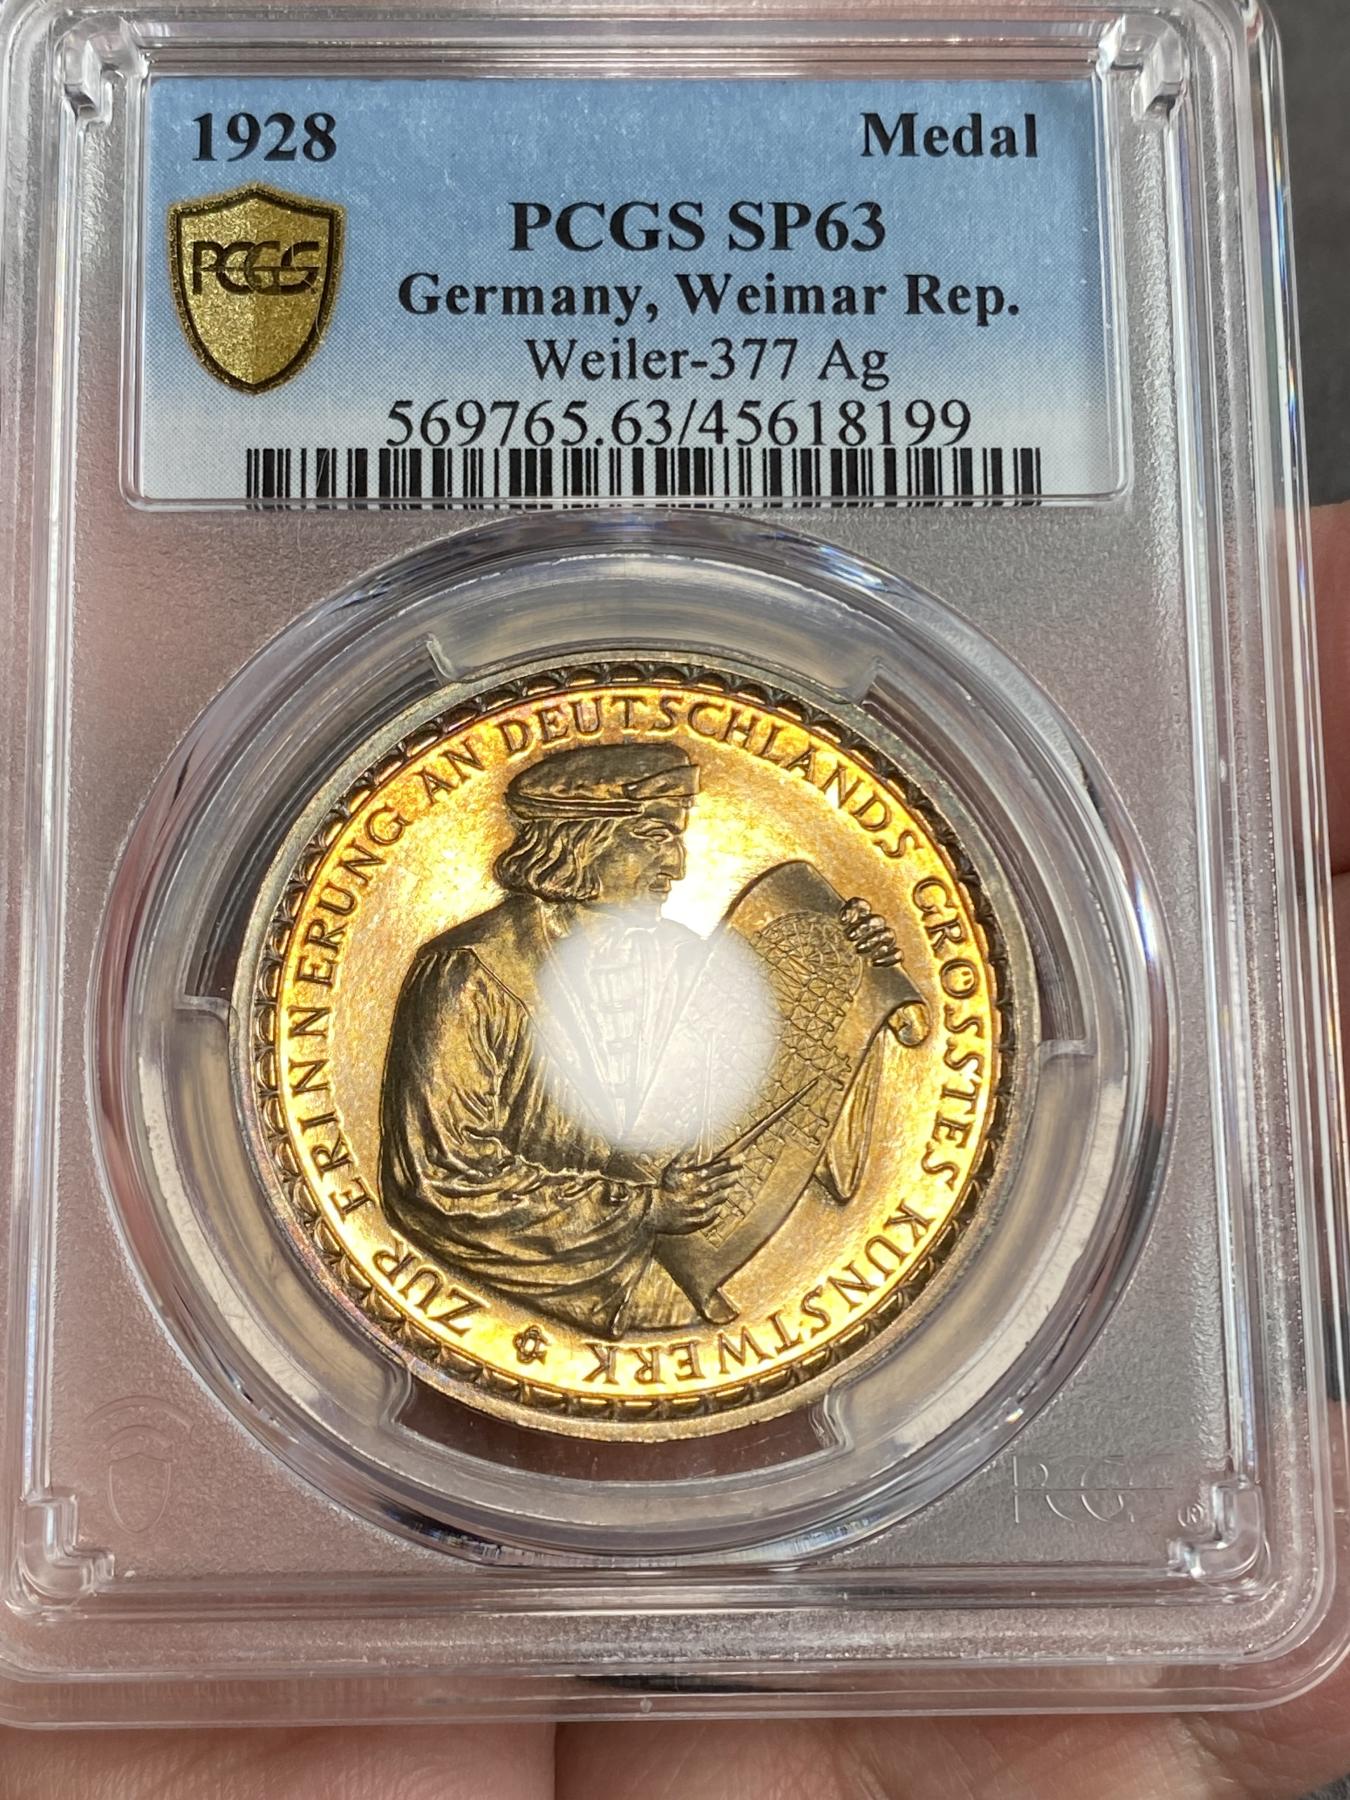 1928 Medal
PCGS
PCGS SP63
Germany, Weimar Rep.
Weiler-377 Ag
569765.63/45618199
ZUR ERINNERUNG AN DEUTSCHLANDS GRÖSSTES KUNSTWERK
PCGS ®